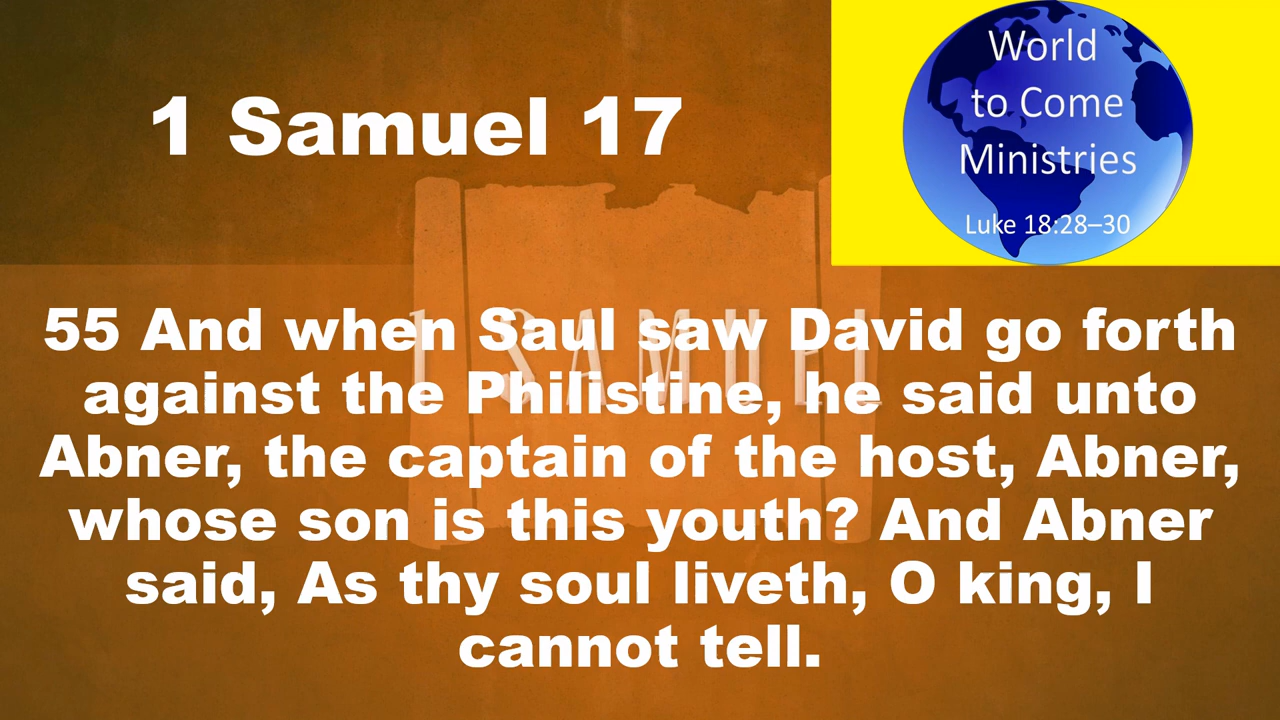 1 Samuel 17
World
to Come
Ministries
Luke 18:28–30
1 SAMUEL
55 And when Saul saw David go forth
against the Philistine, he said unto
Abner, the captain of the host, Abner,
whose son is this youth? And Abner
said, As thy soul liveth, O king, I
cannot tell.